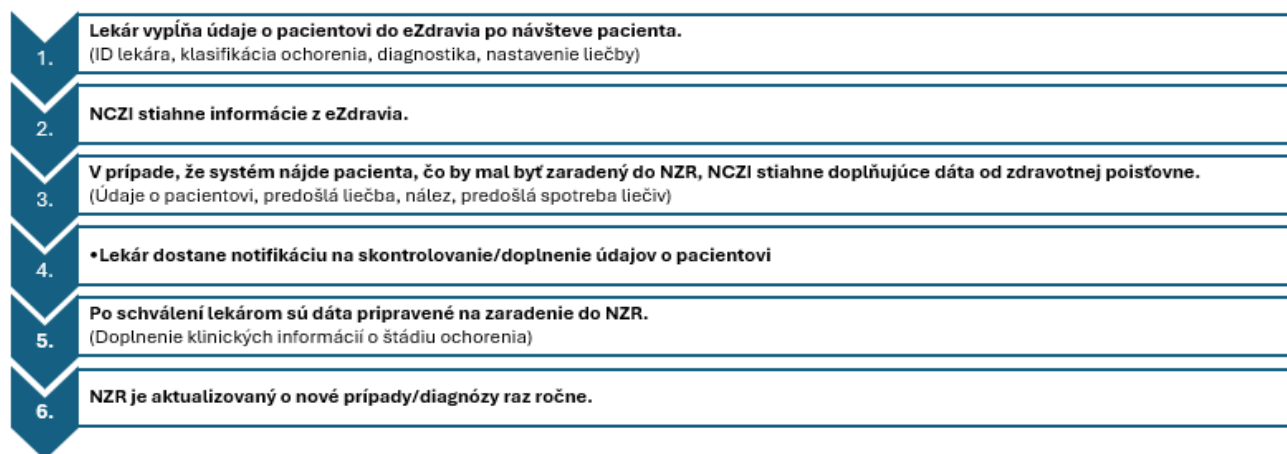 1.
Lekár vypĺňa údaje o pacientovi do eZdravia po návšteve pacienta.
(ID lekára, klasifikácia ochorenia, diagnostika, nastavenie liečby)
2.
NCZI stiahne informácie z eZdravia.
3.
V prípade, že systém nájde pacienta, čo by mal byť zaradený do NZR, NCZI stiahne doplňujúce dáta od zdravotnej poisťovne.
(Údaje o pacientovi, predošlá liečba, nález, predošlá spotreba liečiv)
4.
•Lekár dostane notifikáciu na skontrolovanie/doplnenie údajov o pacientovi
5.
Po schválení lekárom sú dáta pripravené na zaradenie do NZR.
(Doplnenie klinických informácií o štádiu ochorenia)
6.
NZR je aktualizovaný o nové prípady/diagnózy raz ročne.